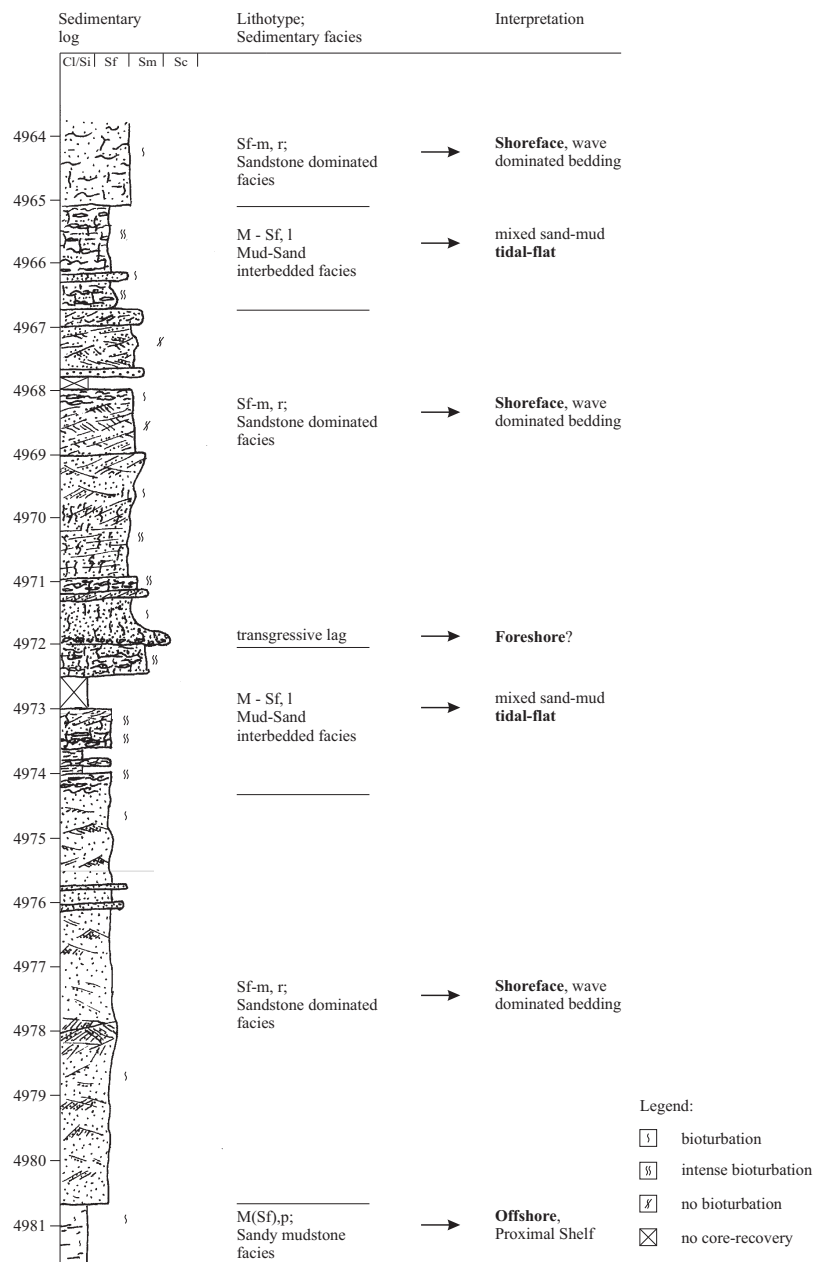 Sedimentary
log
Lithotype;
Sedimentary facies
Interpretation
Cl/Si Sf Sm Sc
4964
Sf-m, r;
Sandstone dominated
facies
Shoreface, wave
dominated bedding
4965
M - Sf, l
Mud-Sand
interbedded facies
mixed sand-mud
tidal-flat
4966
4967
4968
Sf-m, r;
Sandstone dominated
facies
Shoreface, wave
dominated bedding
4969
4970
4971
4972
transgressive lag
Foreshore?
4973
M - Sf, l
Mud-Sand
interbedded facies
mixed sand-mud
tidal-flat
4974
4975
4976
4977
Sf-m, r;
Sandstone dominated
facies
Shoreface, wave
dominated bedding
4978
4979
4980
4981
M(Sf),p;
Sandy mudstone
facies
Offshore,
Proximal Shelf
Legend:
bioturbation
intense bioturbation
no bioturbation
no core-recovery